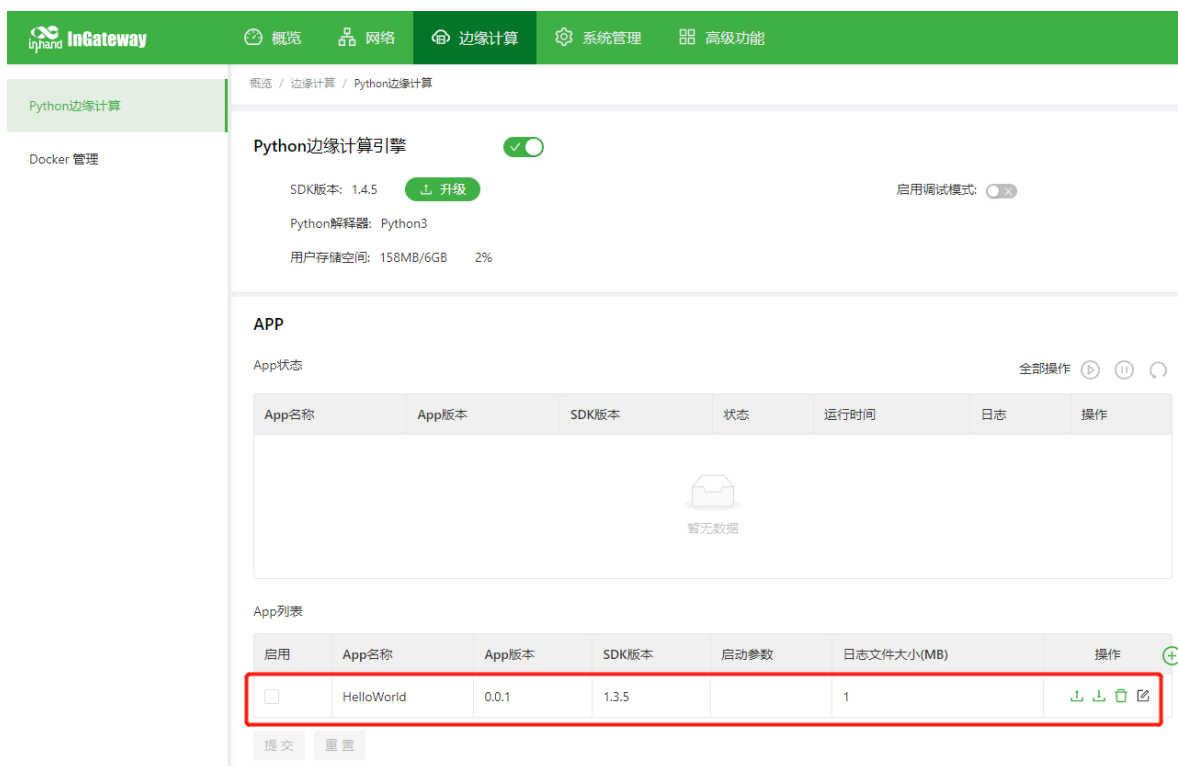 inhand InGateway 概览 网络 边缘计算 系统管理 高级功能
概览 / 边缘计算 / Python边缘计算
Python边缘计算
Docker 管理
Python边缘计算引擎
SDK版本: 1.4.5 升级 启用调试模式:
Python解释器: Python3
用户存储空间: 158MB/6GB 2%
APP
App状态 全部操作
App名称 App版本 SDK版本 状态 运行时间 日志 操作
暂无数据
App列表
启用 App名称 App版本 SDK版本 启动参数 日志文件大小(MB) 操作
HelloWorld 0.0.1 1.3.5 1
提交 重置